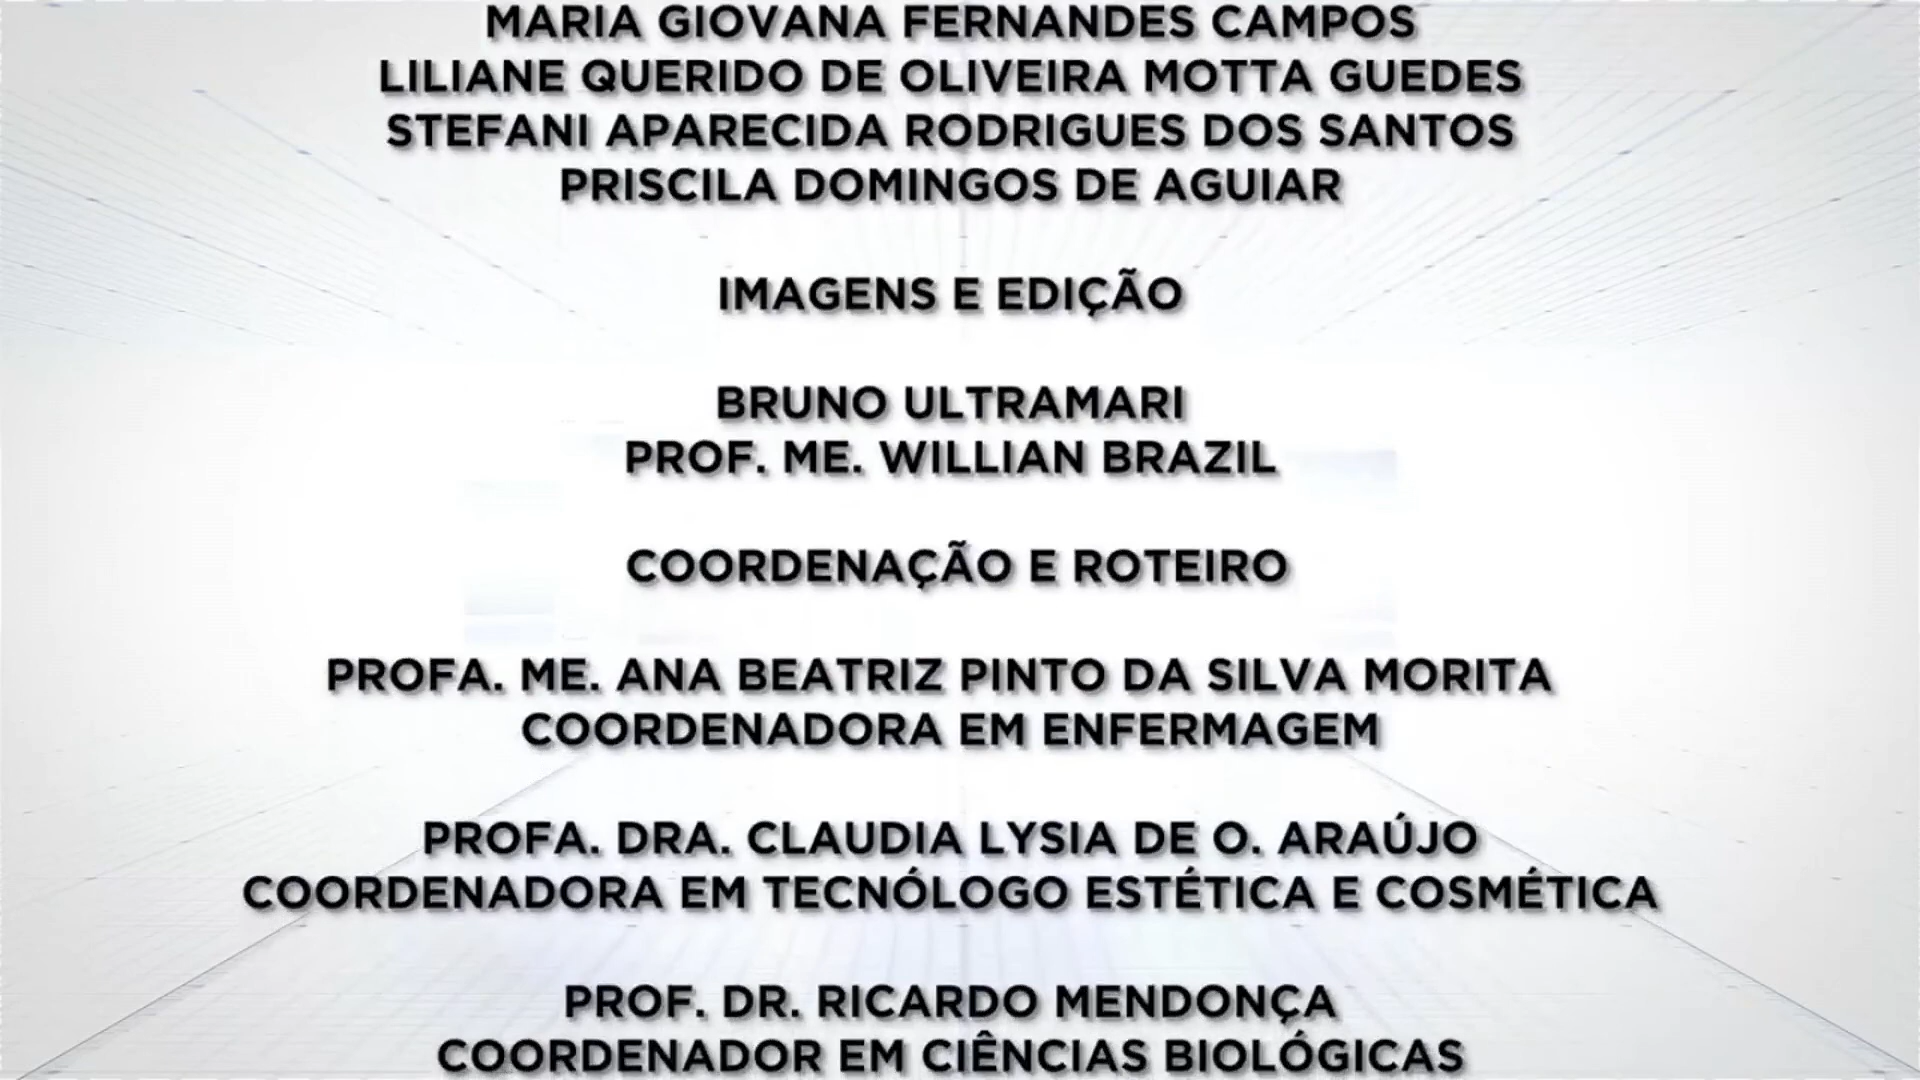 MARIA GIOVANA FERNANDES CAMPOS
LILIANE QUERIDO DE OLIVEIRA MOTTA GUEDES
STEFANI APARECIDA RODRIGUES DOS SANTOS
PRISCILA DOMINGOS DE AGUIAR
IMAGENS E EDIÇÃO
BRUNO ULTRAMARI
PROF. ME. WILLIAN BRAZIL
COORDENAÇÃO E ROTEIRO
PROFA. ME. ANA BEATRIZ PINTO DA SILVA MORITA
COORDENADORA EM ENFERMAGEM
PROFA. DRA. CLAUDIA LYSIA DE O. ARAÚJO
COORDENADORA EM TECNÓLOGO ESTÉTICA E COSMÉTICA
PROF. DR. RICARDO MENDONÇA
COORDENADOR EM CIÊNCIAS BIOLÓGICAS